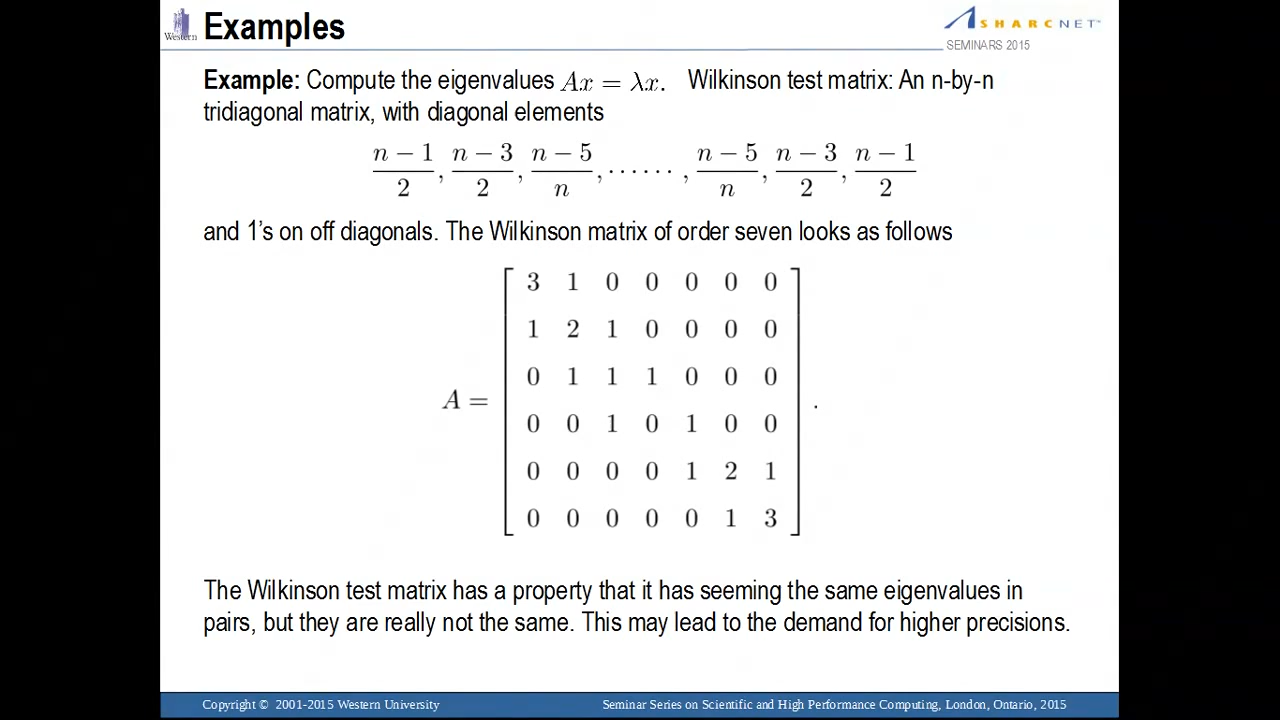 Western
Examples
SHARCNET™
SEMINARS 2015
Example: Compute the eigenvalues Ax = λx. Wilkinson test matrix: An n-by-n
tridiagonal matrix, with diagonal elements
n − 1/2, n − 3/2, n − 5/n, ······, n − 5/n, n − 3/2, n − 1/2
and 1's on off diagonals. The Wilkinson matrix of order seven looks as follows
3 1 0 0 0 0 0
1 2 1 0 0 0 0
0 1 1 1 0 0 0
A =
0 0 1 0 1 0 0
0 0 0 0 1 2 1
0 0 0 0 0 1 3
.
The Wilkinson test matrix has a property that it has seeming the same eigenvalues in
pairs, but they are really not the same. This may lead to the demand for higher precisions.
Copyright © 2001-2015 Western University
Seminar Series on Scientific and High Performance Computing, London, Ontario, 2015